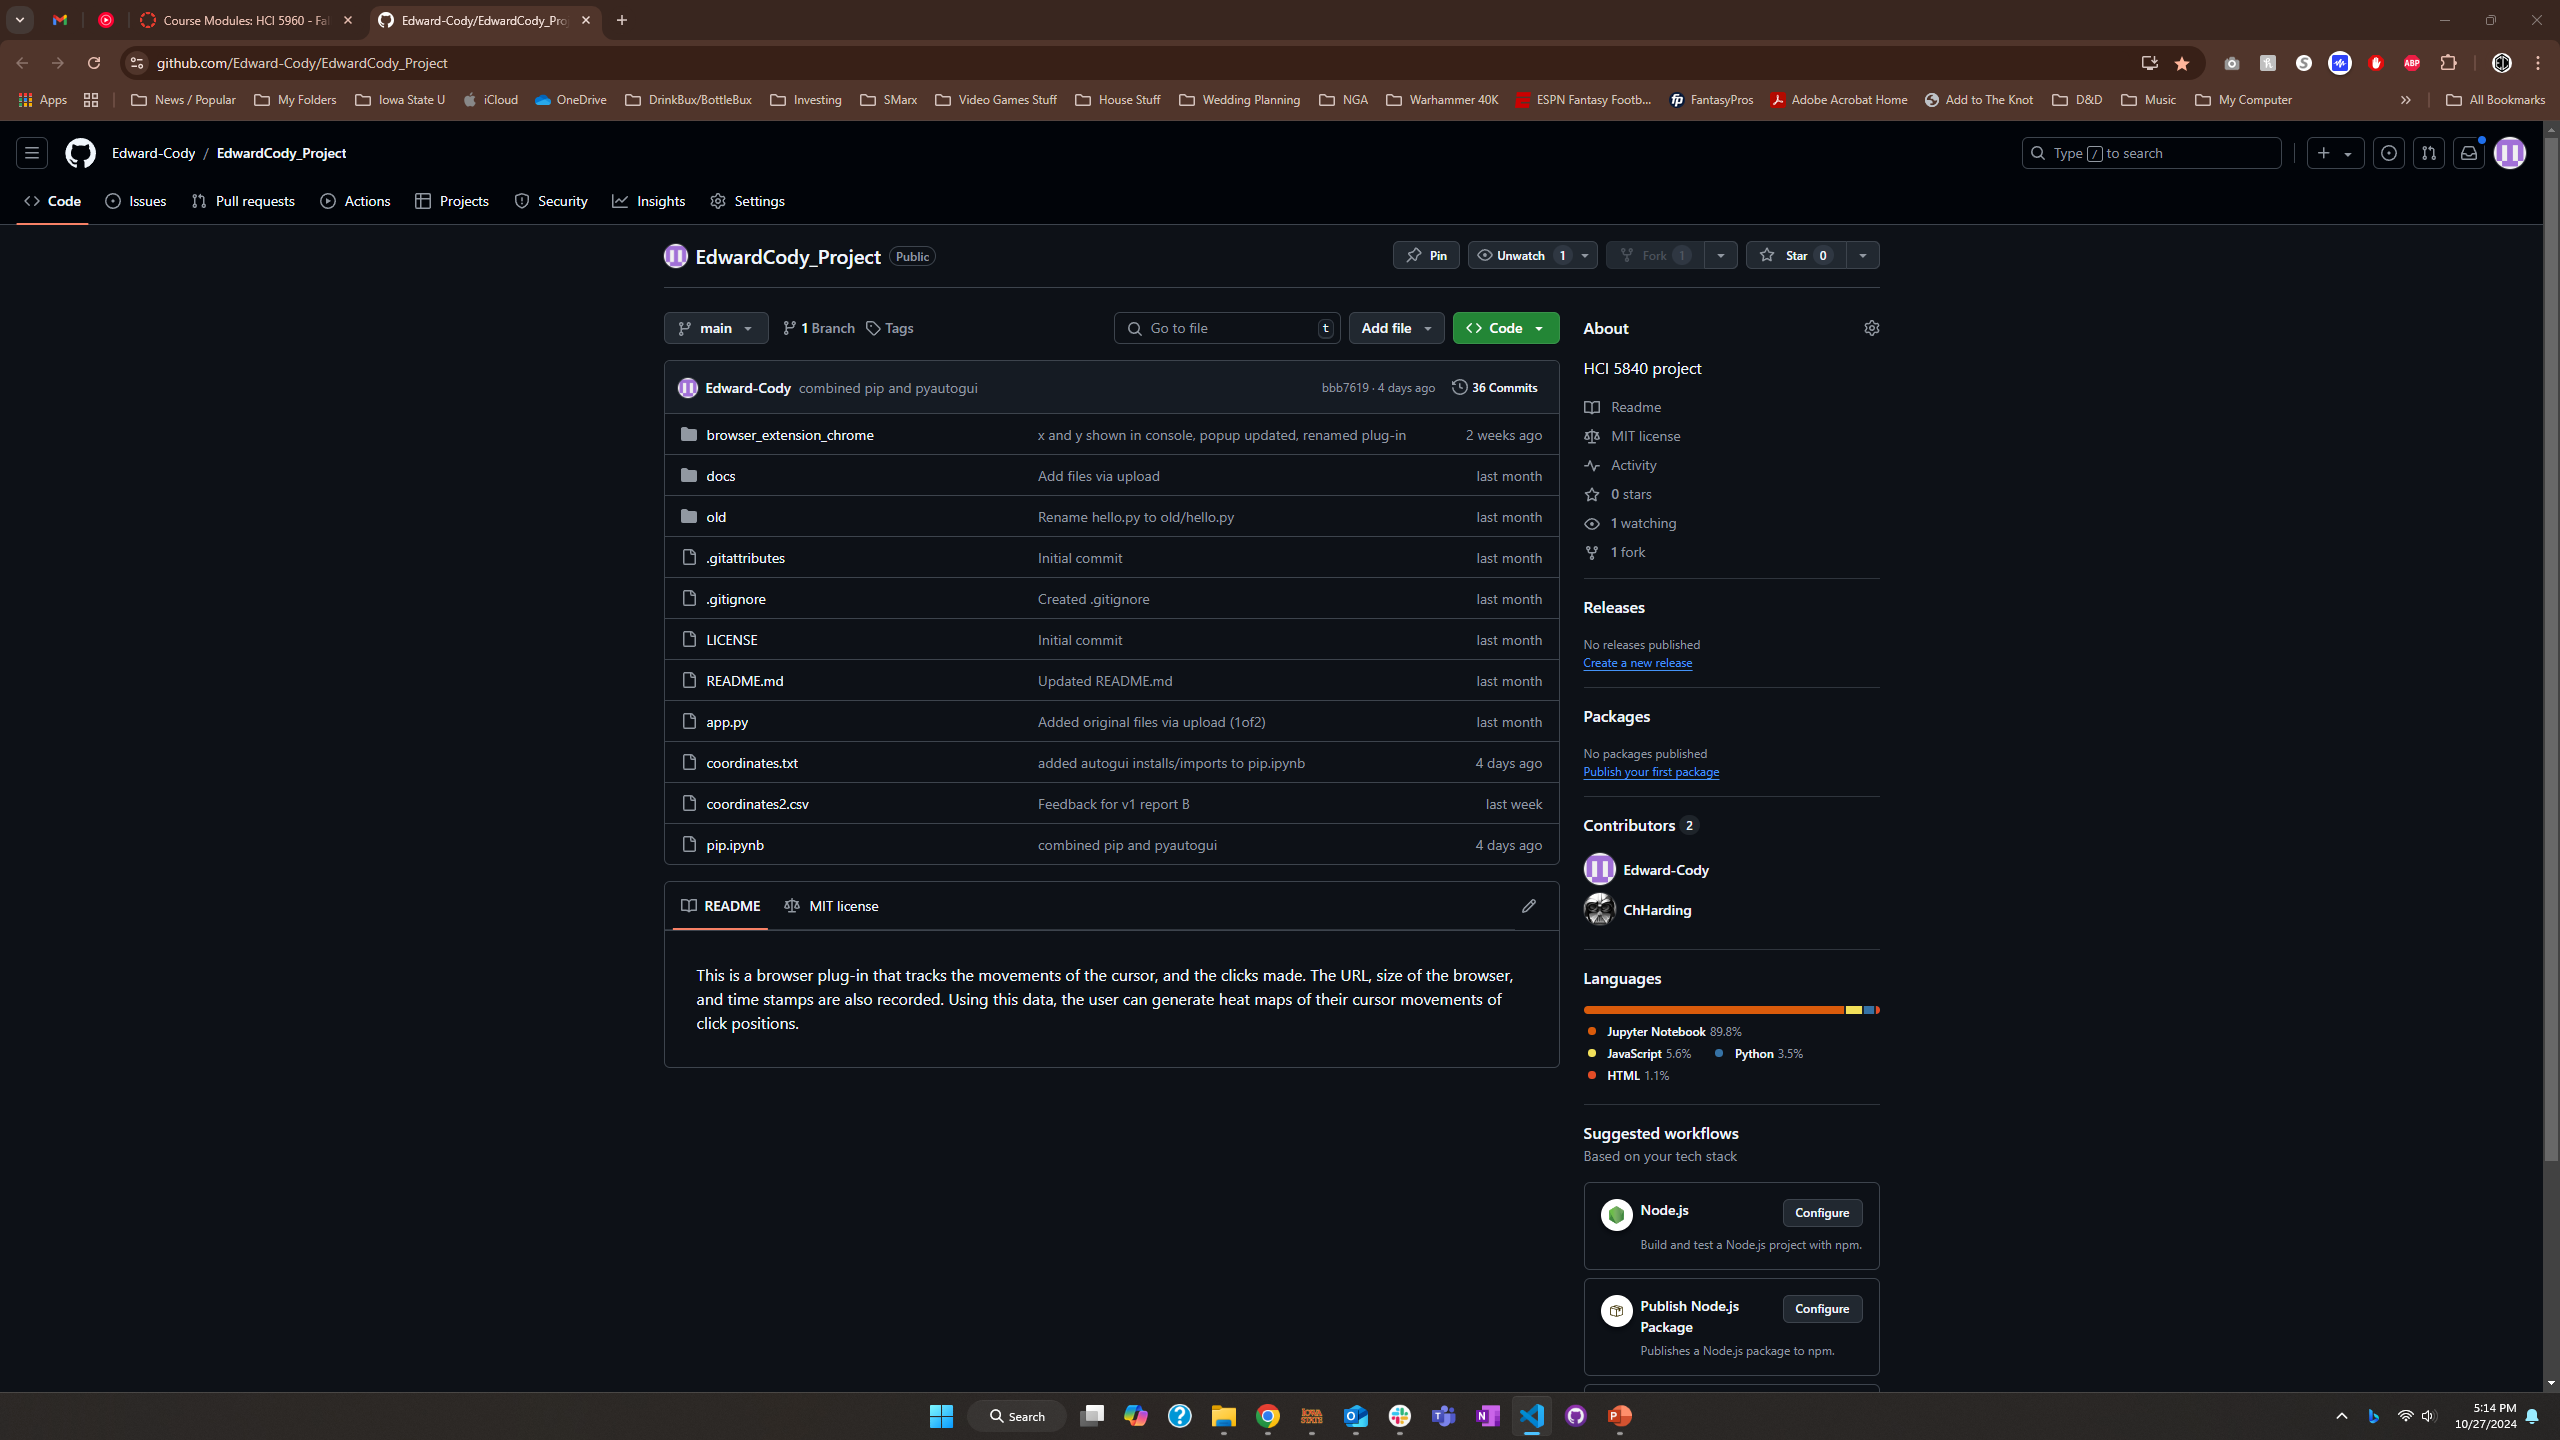 Course Modules: HCI 5960 - Fal
Edward-Cody/EdwardCody_Proj
github.com/Edward-Cody/EdwardCody_Project
ABP
Apps
News / Popular
My Folders
Iowa State U
iCloud
OneDrive
DrinkBux/BottleBux
Investing
SMarx
Video Games Stuff
House Stuff
Wedding Planning
NGA
Warhammer 40K
ESPN Fantasy Footb...
fp FantasyPros
Adobe Acrobat Home
Add to The Knot
D&D
Music
My Computer
All Bookmarks
Edward-Cody / EdwardCody_Project
Type / to search
Code
Issues
Pull requests
Actions
Projects
Security
Insights
Settings
EdwardCody_Project Public
Pin
Unwatch 1
Fork 1
Star 0
main
1 Branch
Tags
Go to file t
Add file
Code
Edward-Cody combined pip and pyautogui bbb7619 · 4 days ago 36 Commits
browser_extension_chrome x and y shown in console, popup updated, renamed plug-in 2 weeks ago
docs Add files via upload last month
old Rename hello.py to old/hello.py last month
.gitattributes Initial commit last month
.gitignore Created .gitignore last month
LICENSE Initial commit last month
README.md Updated README.md last month
app.py Added original files via upload (1of2) last month
coordinates.txt added autogui installs/imports to pip.ipynb 4 days ago
coordinates2.csv Feedback for v1 report B last week
pip.ipynb combined pip and pyautogui 4 days ago
README
MIT license
This is a browser plug-in that tracks the movements of the cursor, and the clicks made. The URL, size of the browser,
and time stamps are also recorded. Using this data, the user can generate heat maps of their cursor movements of
click positions.
About
HCI 5840 project
Readme
MIT license
Activity
0 stars
1 watching
1 fork
Releases
No releases published
Create a new release
Packages
No packages published
Publish your first package
Contributors 2
Edward-Cody
ChHarding
Languages
Jupyter Notebook 89.8%
JavaScript 5.6% Python 3.5%
HTML 1.1%
Suggested workflows
Based on your tech stack
Node.js
Configure
Build and test a Node.js project with npm.
Publish Node.js
Package
Configure
Publishes a Node.js package to npm.
Search
IOWA
STATE
5:14 PM
10/27/2024